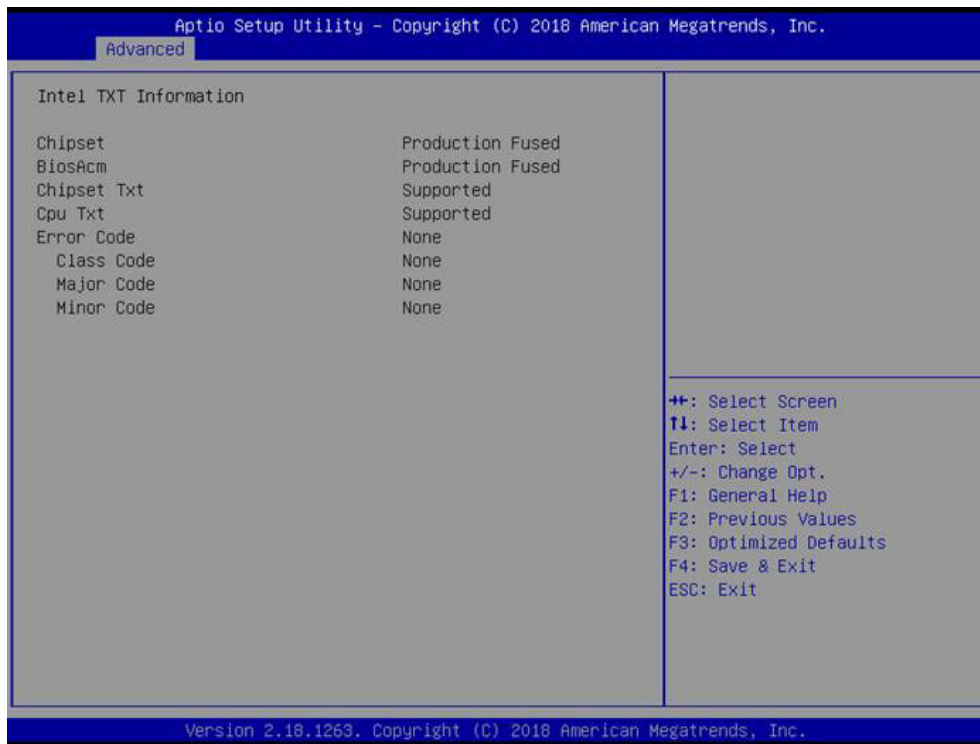 Aptio Setup Utility – Copyright (C) 2018 American Megatrends, Inc.
Advanced
Intel TXT Information
Chipset Production Fused
BiosAcm Production Fused
Chipset Txt Supported
Cpu Txt Supported
Error Code None
Class Code None
Major Code None
Minor Code None
→←: Select Screen
↑↓: Select Item
Enter: Select
+/-: Change Opt.
F1: General Help
F2: Previous Values
F3: Optimized Defaults
F4: Save & Exit
ESC: Exit
Version 2.18.1263. Copyright (C) 2018 American Megatrends, Inc.